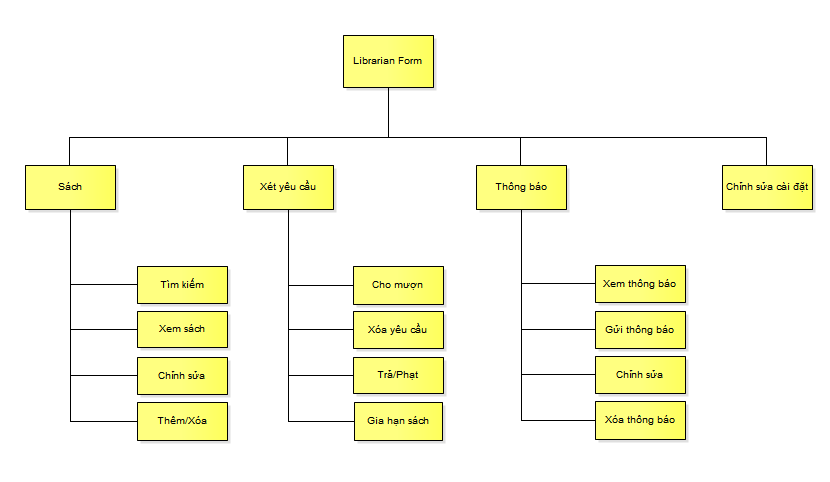 Librarian Form
Sách
Xét yêu cầu
Thông báo
Chỉnh sửa cài đặt
Tìm kiếm
Cho mượn
Xem thông báo
Xem sách
Xóa yêu cầu
Gửi thông báo
Chỉnh sửa
Trả/Phạt
Chỉnh sửa
Thêm/Xóa
Gia hạn sách
Xóa thông báo